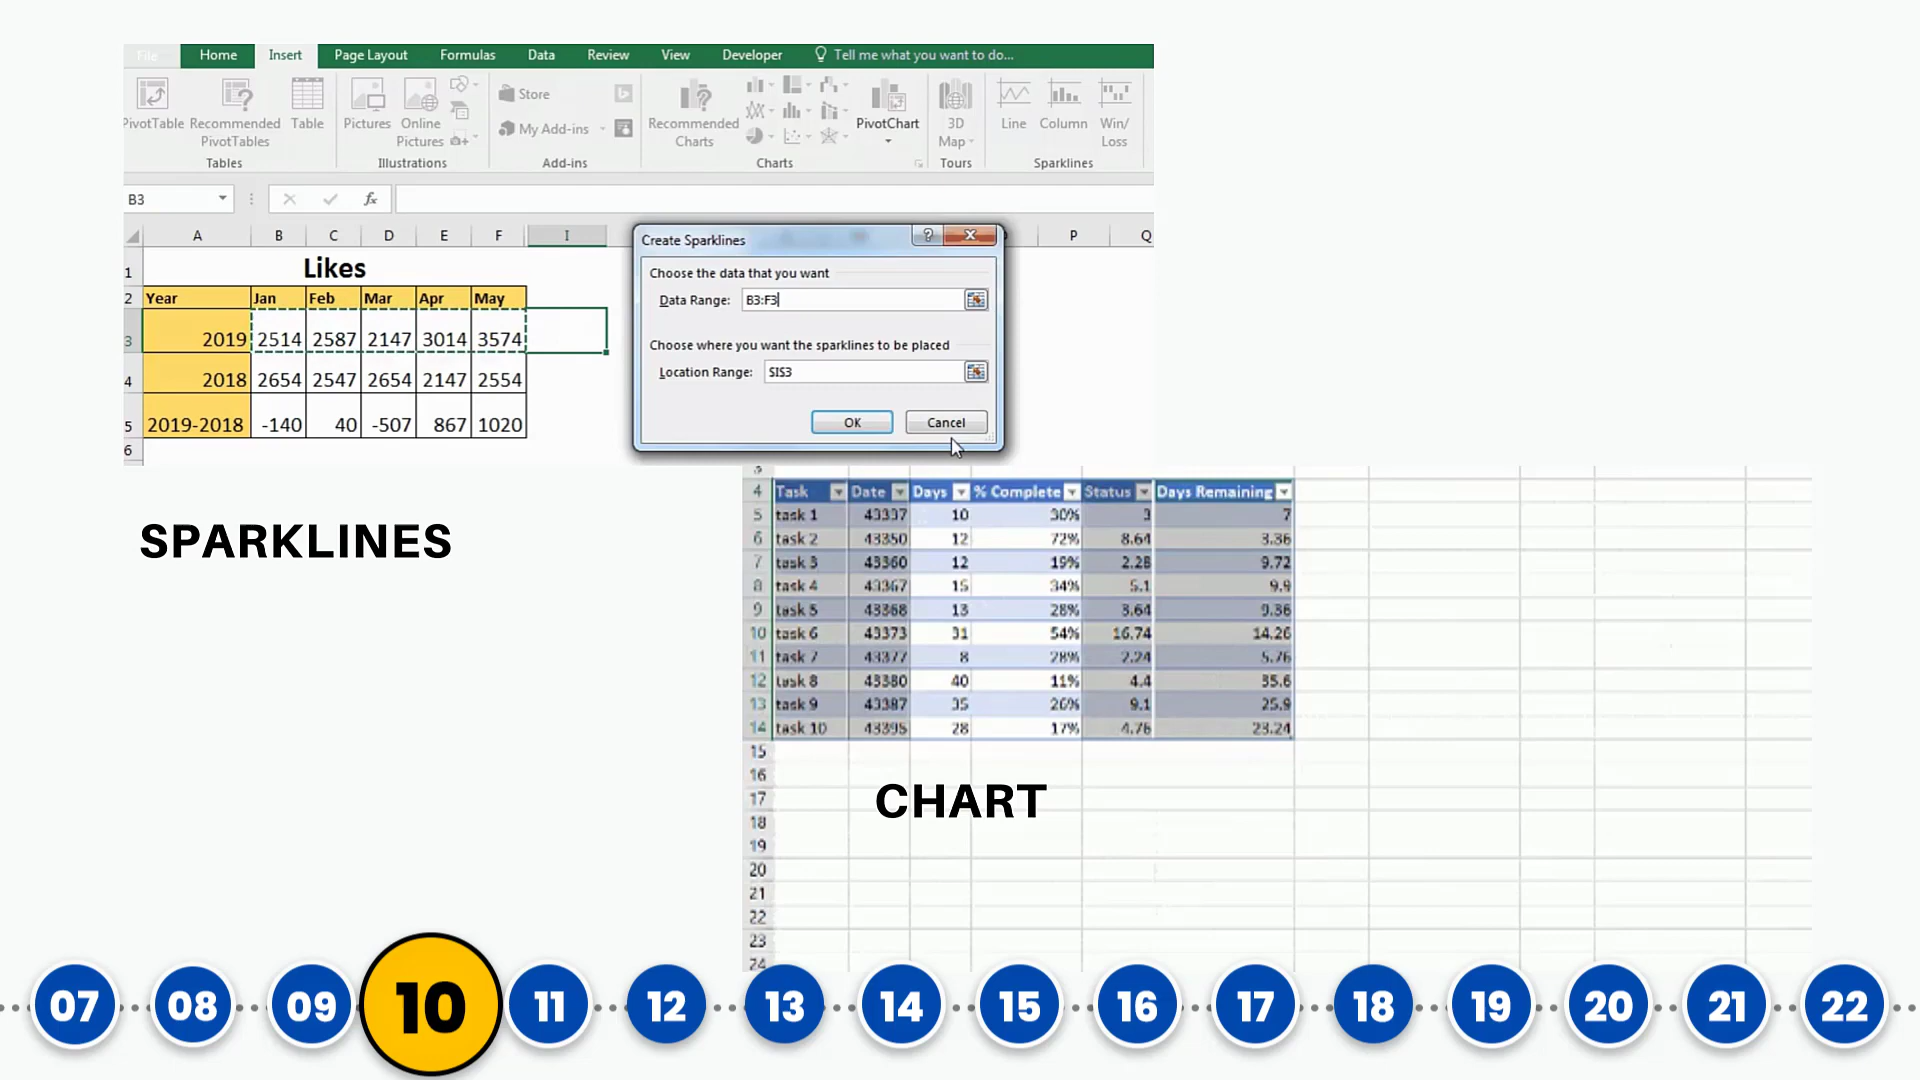 File Home Insert Page Layout Formulas Data Review View Developer Tell me what you want to do...
PivotTable Recommended PivotTables Table Pictures Online Pictures Store My Add-ins Recommended Charts PivotChart 3D Map Line Column Win/ Loss
Tables Illustrations Add-ins Charts Tours Sparklines
B3 fx
A B C D E F I P Q
1 Likes
2 Year Jan Feb Mar Apr May
3 2019 2514 2587 2147 3014 3574
4 2018 2654 2547 2654 2147 2554
5 2019-2018 -140 40 -507 867 1020
6
Create Sparklines
?
Choose the data that you want
Data Range: B3:F3
Choose where you want the sparklines to be placed
Location Range: $I$3
OK Cancel
SPARKLINES
4 Task Date Days % Complete Status Days Remaining
5 task 1 43337 10 30% 3 7
6 task 2 43350 12 72% 8.64 3.36
7 task 3 43360 12 19% 2.28 9.72
8 task 4 43367 15 34% 5.1 9.9
9 task 5 43368 13 28% 3.64 9.36
10 task 6 43373 31 54% 16.74 14.26
11 task 7 43377 8 28% 2.24 5.76
12 task 8 43380 40 11% 4.4 35.6
13 task 9 43387 35 26% 9.1 25.9
14 task 10 43395 28 17% 4.76 23.24
15
16
17
18
19
20
21
22
23
24
CHART
07 08 09 10 11 12 13 14 15 16 17 18 19 20 21 22